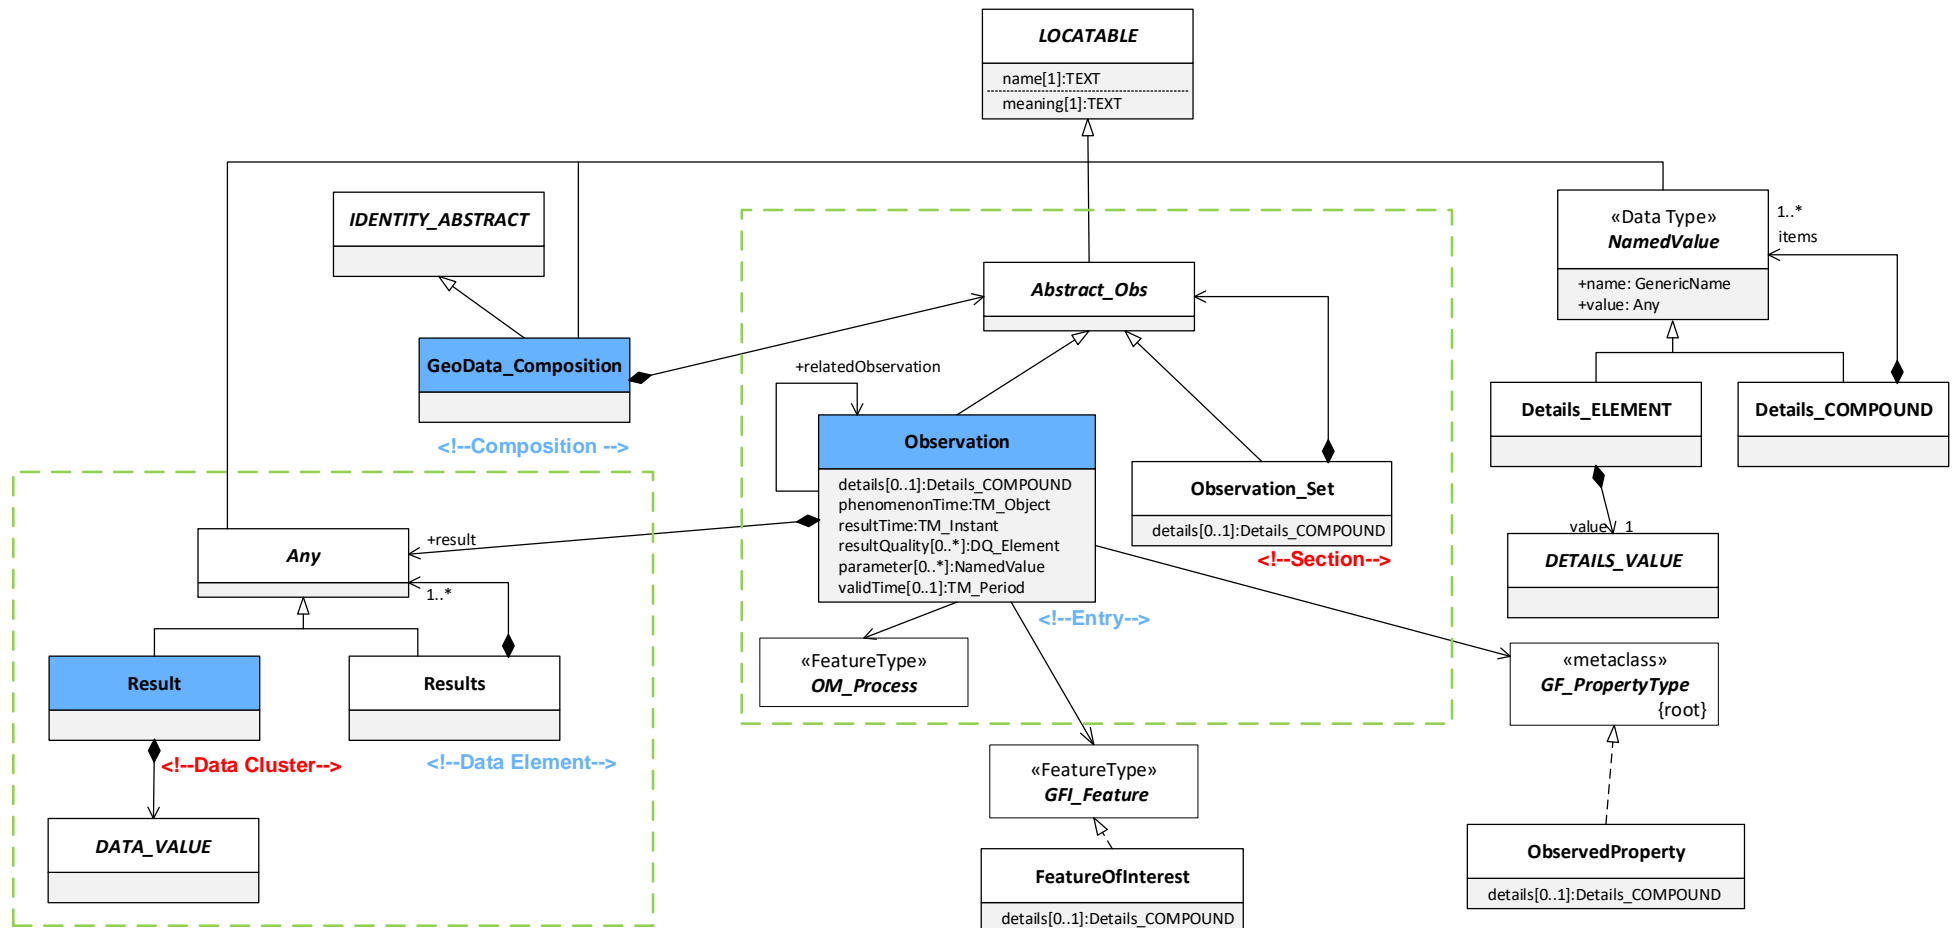 LOCATABLE
name[1]:TEXT
meaning[1]:TEXT
IDENTITY_ABSTRACT
«Data Type»
NamedValue
+name: GenericName
+value: Any
1..*
items
Abstract_Obs
GeoData_Composition
<!--Composition -->
+relatedObservation
Observation
details[0..1]:Details_COMPOUND
phenomenonTime:TM_Object
resultTime:TM_Instant
resultQuality[0..*]:DQ_Element
parameter[0..*]:NamedValue
validTime[0..1]:TM_Period
<!--Entry-->
Observation_Set
details[0..1]:Details_COMPOUND
<!--Section-->
Details_ELEMENT
Details_COMPOUND
value 1
DETAILS_VALUE
+result
Any
1..*
Result
Results
<!--Data Cluster-->
<!--Data Element-->
DATA_VALUE
«FeatureType»
OM_Process
«metaclass»
GF_PropertyType
{root}
«FeatureType»
GFI_Feature
FeatureOfInterest
details[0..1]:Details_COMPOUND
ObservedProperty
details[0..1]:Details_COMPOUND